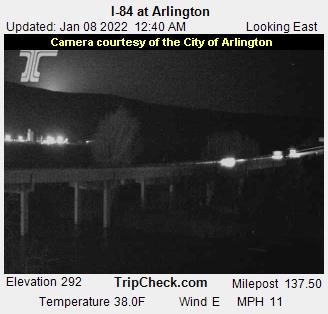 I-84 at Arlington
Updated: Jan 08 2022 12:40 AM Looking East
Camera courtesy of the City of Arlington
Elevation 292 TripCheck.com Milepost 137.50
Temperature 38.0F Wind E MPH 11